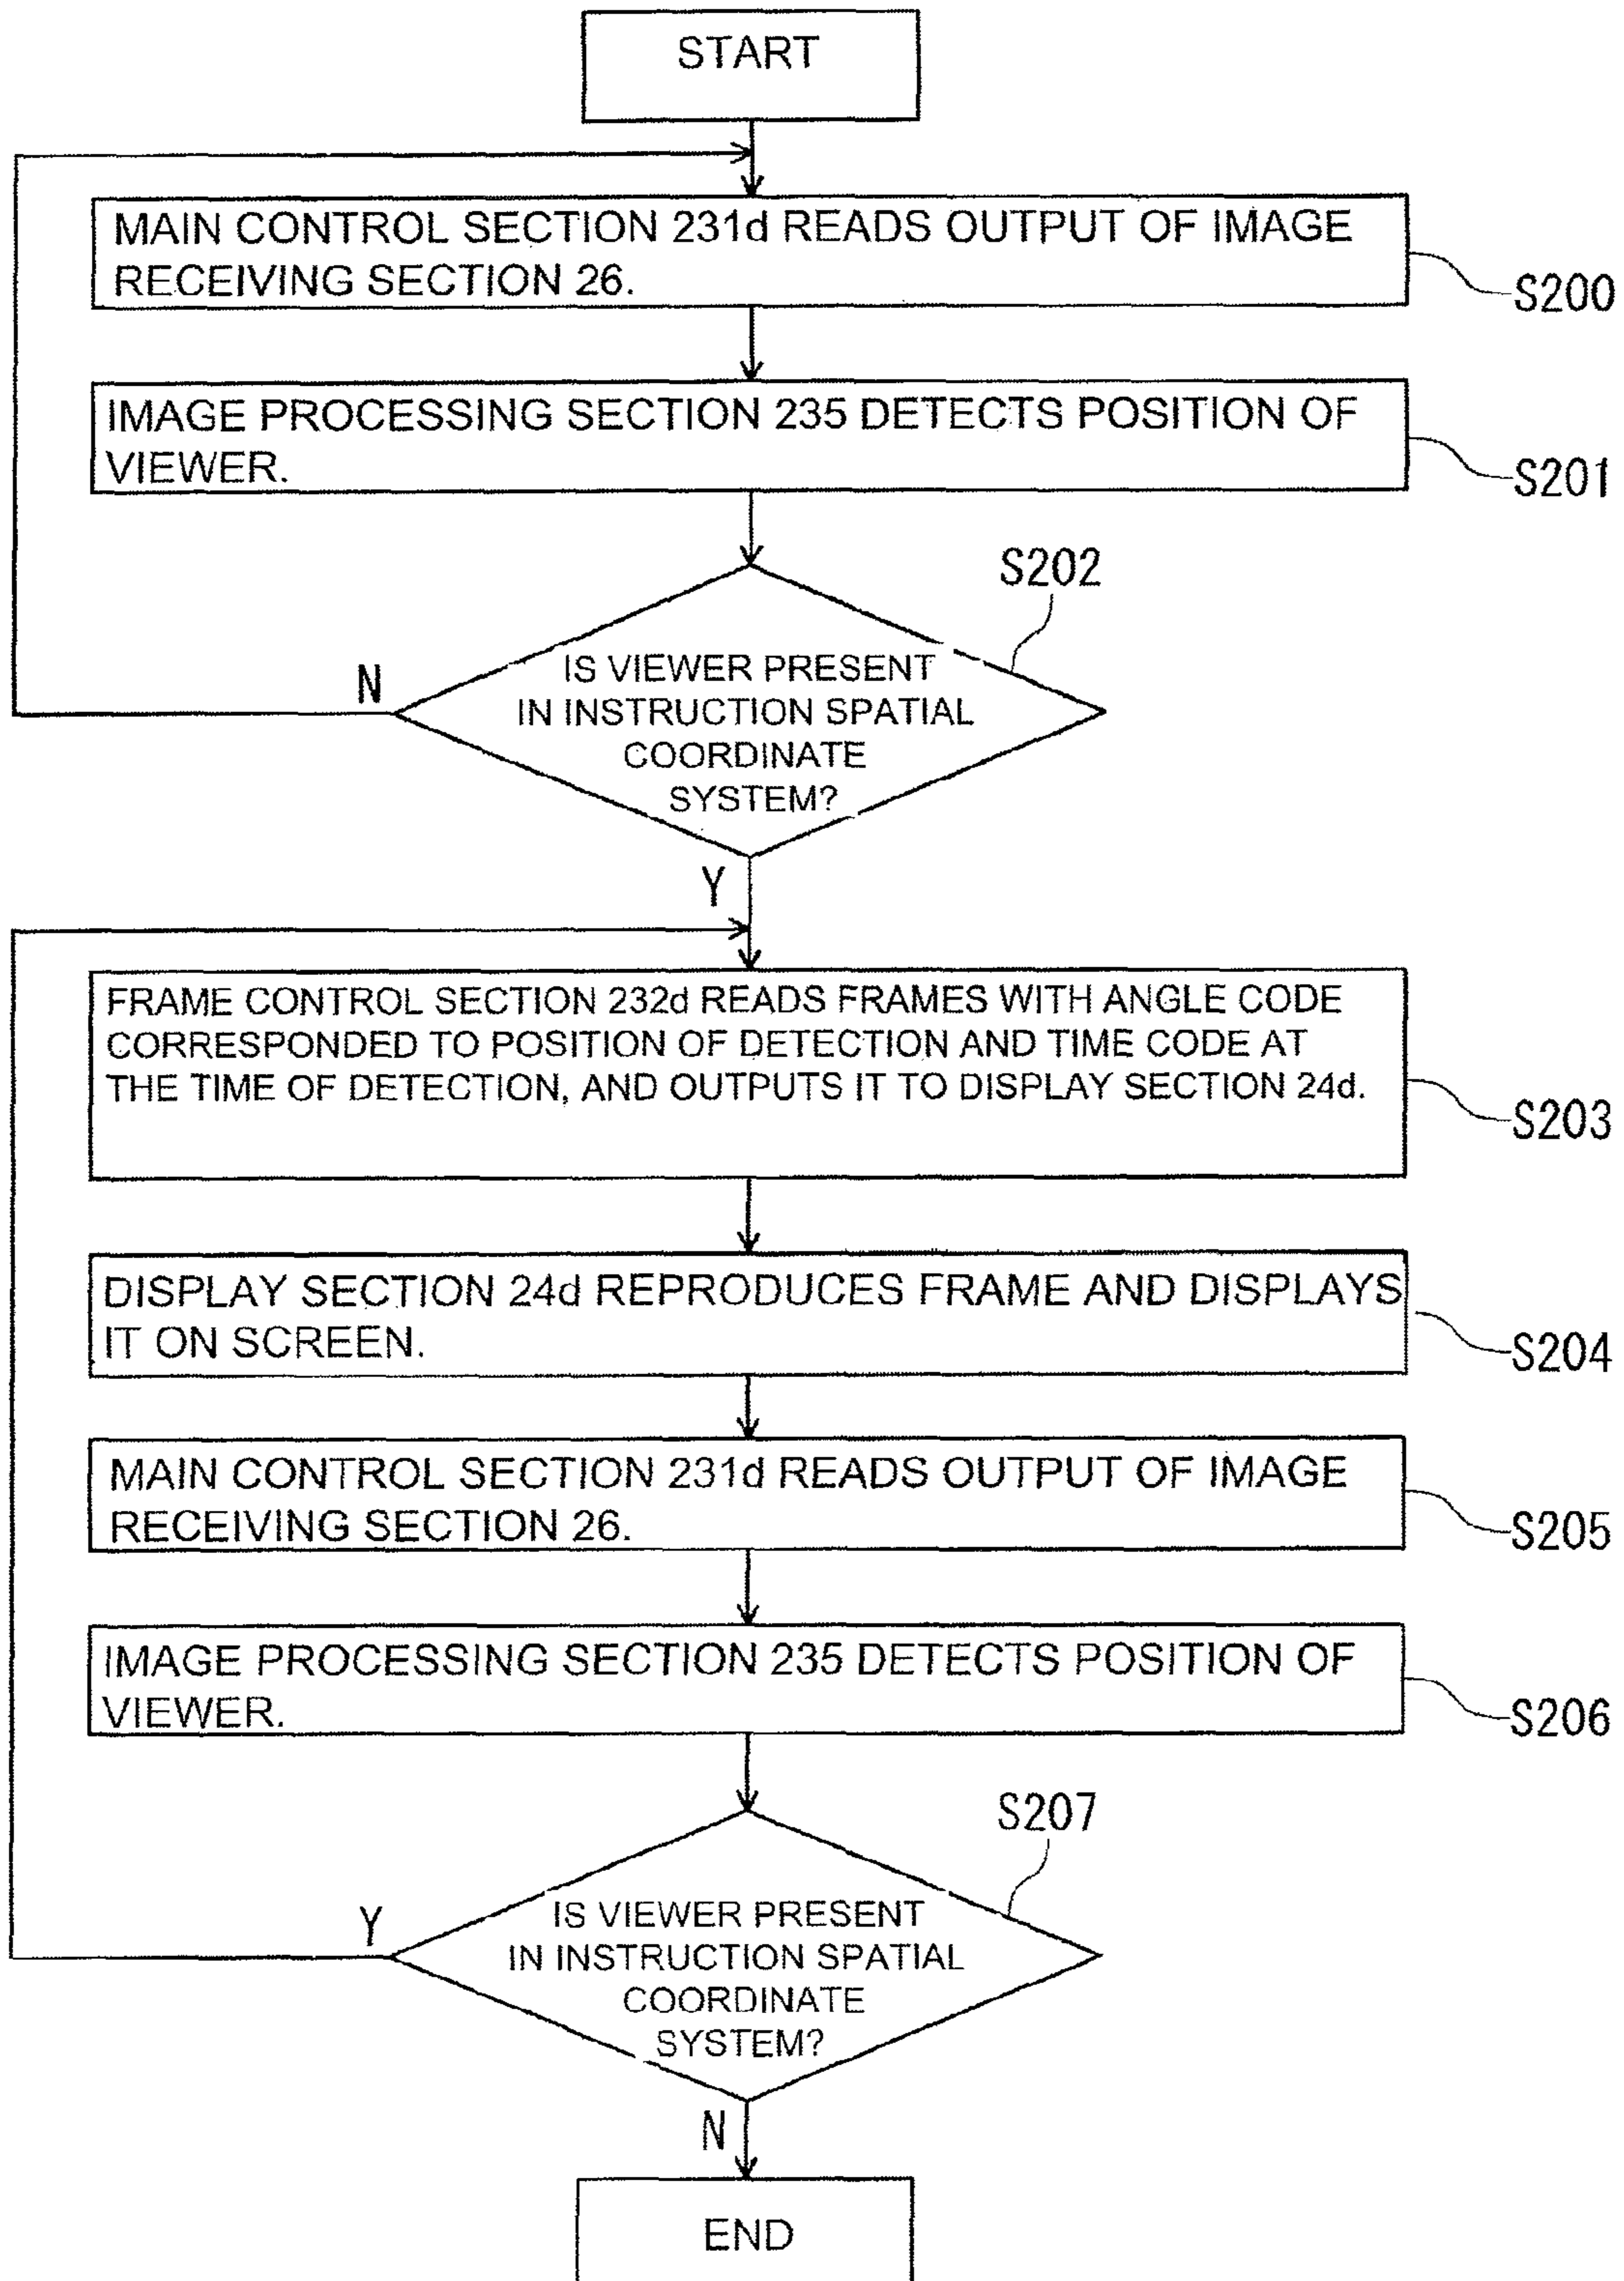 START
MAIN CONTROL SECTION 231d READS OUTPUT OF IMAGE
RECEIVING SECTION 26.
S200
IMAGE PROCESSING SECTION 235 DETECTS POSITION OF
VIEWER.
S201
S202
N
IS VIEWER PRESENT
IN INSTRUCTION SPATIAL
COORDINATE
SYSTEM?
Y
FRAME CONTROL SECTION 232d READS FRAMES WITH ANGLE CODE
CORRESPONDED TO POSITION OF DETECTION AND TIME CODE AT
THE TIME OF DETECTION, AND OUTPUTS IT TO DISPLAY SECTION 24d.
S203
DISPLAY SECTION 24d REPRODUCES FRAME AND DISPLAYS
IT ON SCREEN.
S204
MAIN CONTROL SECTION 231d READS OUTPUT OF IMAGE
RECEIVING SECTION 26.
S205
IMAGE PROCESSING SECTION 235 DETECTS POSITION OF
VIEWER.
S206
S207
Y
IS VIEWER PRESENT
IN INSTRUCTION SPATIAL
COORDINATE
SYSTEM?
N
END